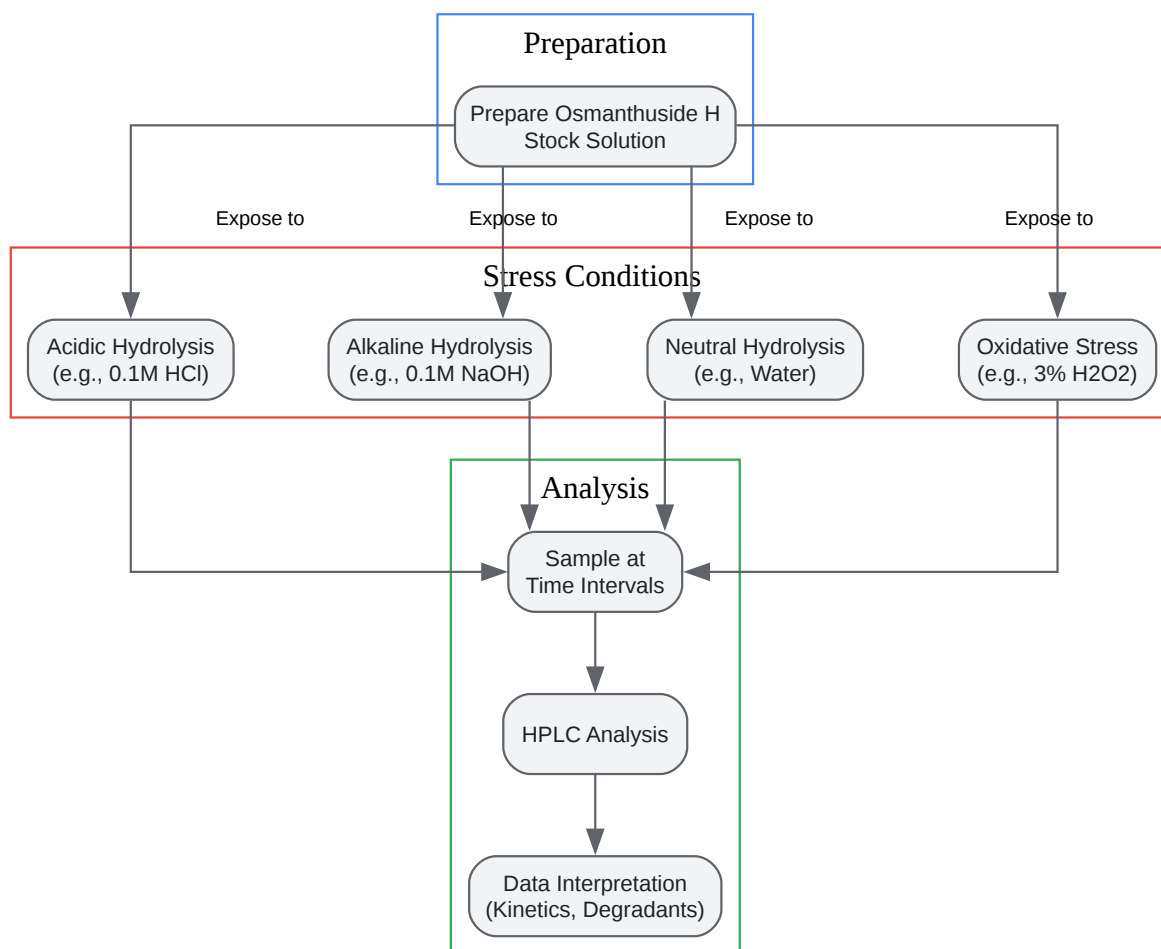 Preparation
Prepare Osmanthuside H
Stock Solution
Expose to
Expose to
Expose to
Expose to
Stress Conditions
Acidic Hydrolysis
(e.g., 0.1M HCl)
Alkaline Hydrolysis
(e.g., 0.1M NaOH)
Neutral Hydrolysis
(e.g., Water)
Oxidative Stress
(e.g., 3% H2O2)
Analysis
Sample at
Time Intervals
HPLC Analysis
Data Interpretation
(Kinetics, Degradants)